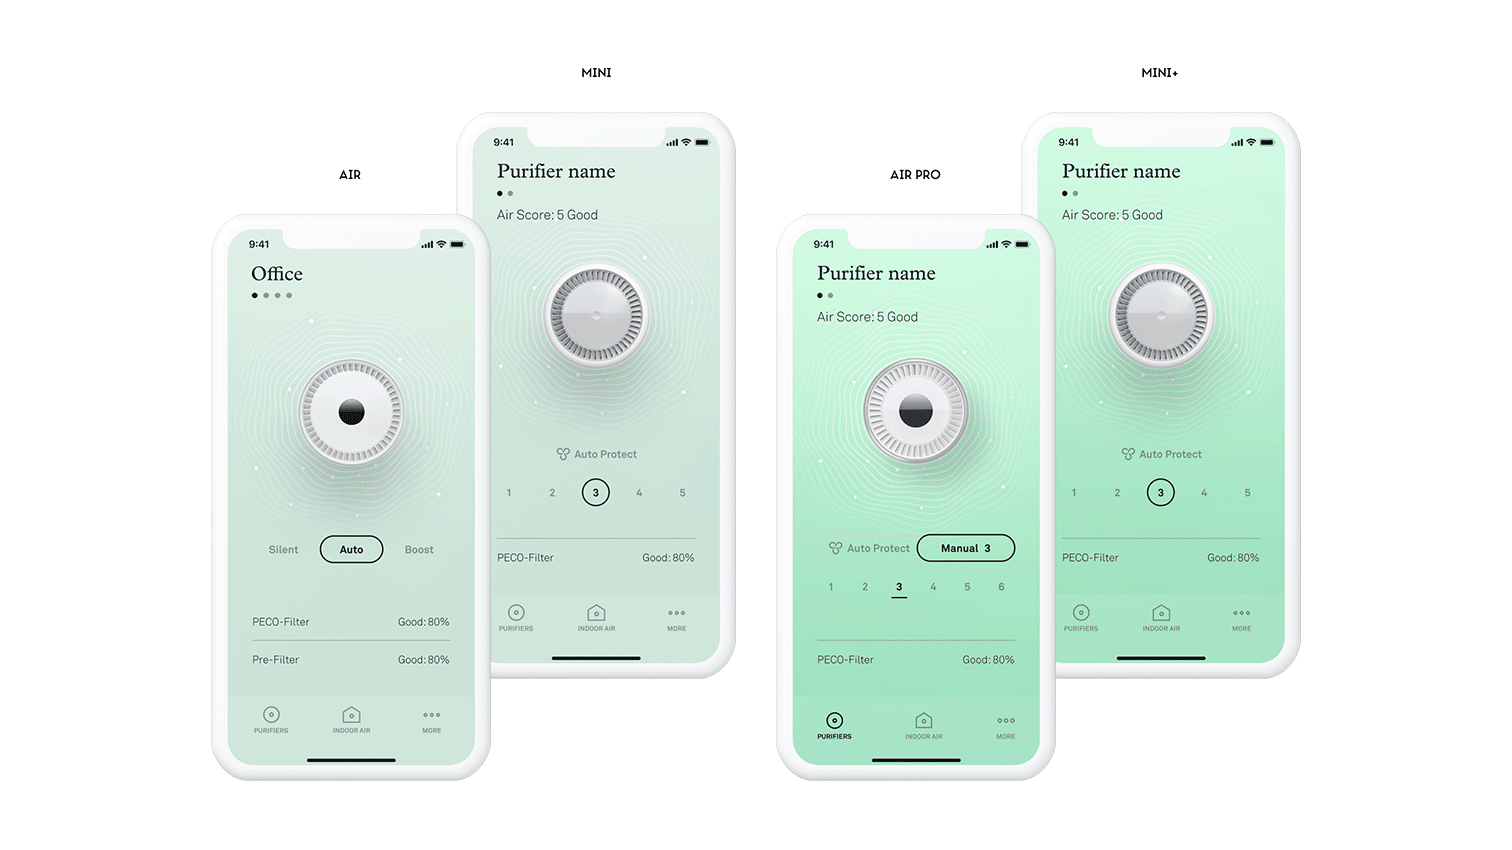 AIR
9:41
Office
Silent Auto Boost
PECO-Filter Good: 80%
Pre-Filter Good: 80%
PURIFIERS INDOOR AIR MORE
MINI
9:41
Purifier name
Air Score: 5 Good
Auto Protect
1 2 3 4 5
PECO-Filter Good: 80%
PURIFIERS INDOOR AIR MORE
AIR PRO
9:41
Purifier name
Air Score: 5 Good
Auto Protect Manual 3
1 2 3 4 5 6
PECO-Filter Good: 80%
PURIFIERS INDOOR AIR MORE
MINI+
9:41
Purifier name
Air Score: 5 Good
Auto Protect
1 2 3 4 5
PECO-Filter Good: 80%
PURIFIERS INDOOR AIR MORE